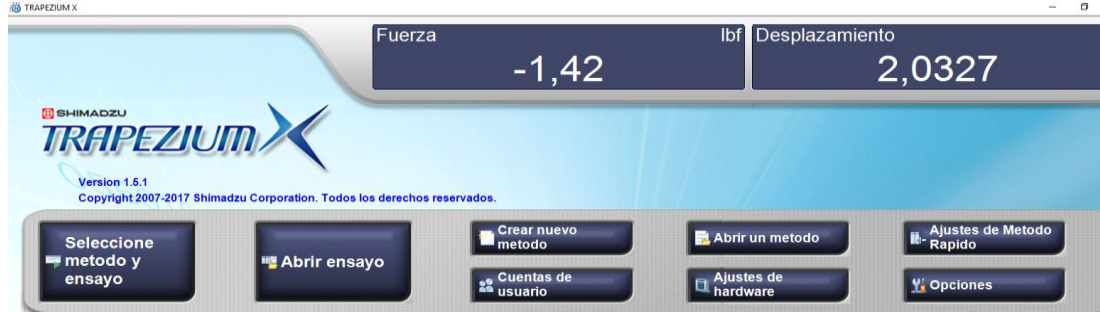 TRAPEZIUM X
Fuerza lbf
-1,42
Desplazamiento
2,0327
SHIMADZU
TRAPEZIUM X
Version 1.5.1
Copyright 2007-2017 Shimadzu Corporation. Todos los derechos reservados.
Seleccione
metodo y
ensayo
Abrir ensayo
Crear nuevo
metodo
Abrir un metodo
Ajustes de Metodo
Rapido
Cuentas de
usuario
Ajustes de
hardware
Opciones